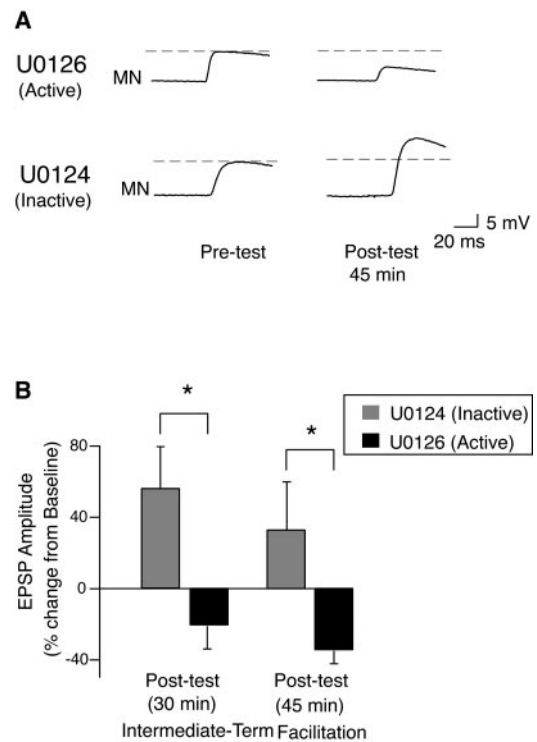 A
U0126
(Active)
MN
U0124
(Inactive)
MN
5 mV
20 ms
Pre-test
Post-test
45 min
B
*
*
U0124 (Inactive)
U0126 (Active)
EPSP Amplitude
(% change from Baseline)
80
40
0
-40
Post-test
(30 min)
Post-test
(45 min)
Intermediate-Term Facilitation